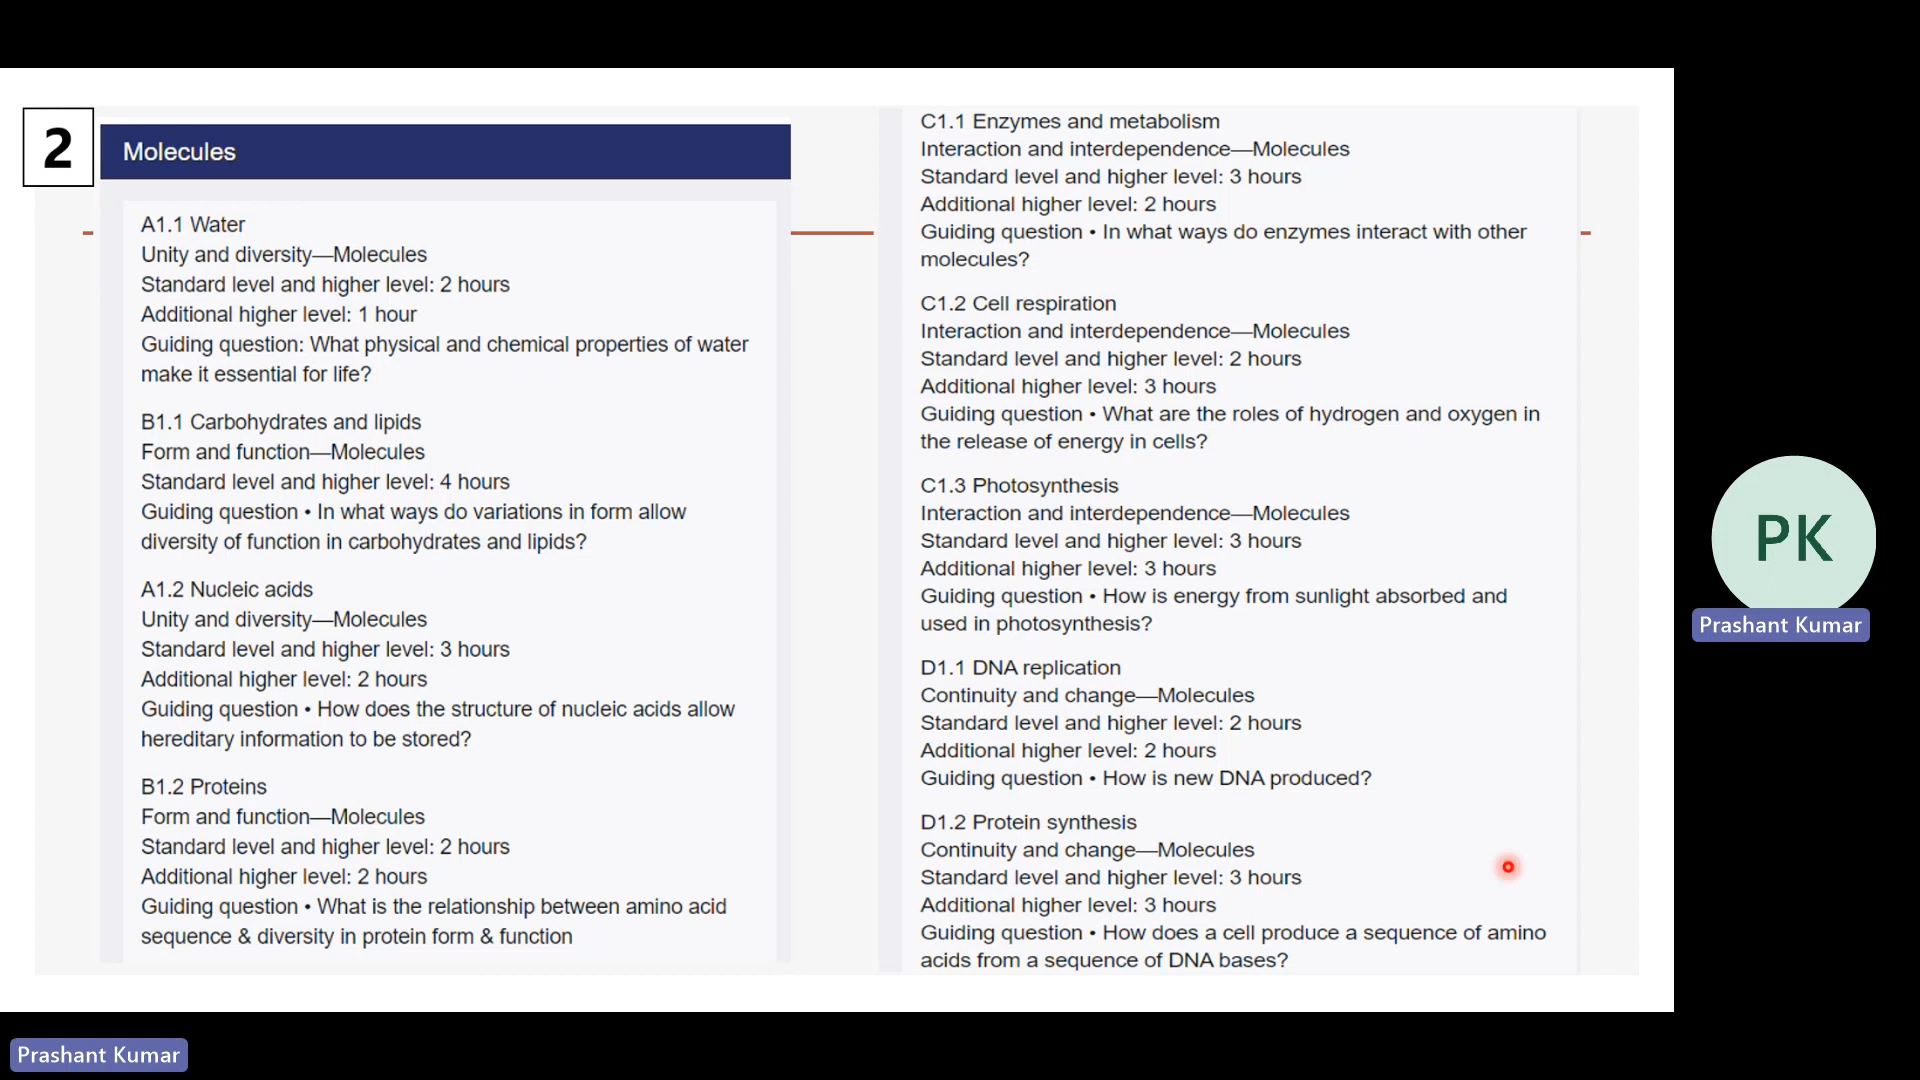 2
Molecules
A1.1 Water
Unity and diversity—Molecules
Standard level and higher level: 2 hours
Additional higher level: 1 hour
Guiding question: What physical and chemical properties of water
make it essential for life?
B1.1 Carbohydrates and lipids
Form and function—Molecules
Standard level and higher level: 4 hours
Guiding question • In what ways do variations in form allow
diversity of function in carbohydrates and lipids?
A1.2 Nucleic acids
Unity and diversity—Molecules
Standard level and higher level: 3 hours
Additional higher level: 2 hours
Guiding question • How does the structure of nucleic acids allow
hereditary information to be stored?
B1.2 Proteins
Form and function—Molecules
Standard level and higher level: 2 hours
Additional higher level: 2 hours
Guiding question • What is the relationship between amino acid
sequence & diversity in protein form & function
C1.1 Enzymes and metabolism
Interaction and interdependence—Molecules
Standard level and higher level: 3 hours
Additional higher level: 2 hours
Guiding question • In what ways do enzymes interact with other
molecules?
C1.2 Cell respiration
Interaction and interdependence—Molecules
Standard level and higher level: 2 hours
Additional higher level: 3 hours
Guiding question • What are the roles of hydrogen and oxygen in
the release of energy in cells?
C1.3 Photosynthesis
Interaction and interdependence—Molecules
Standard level and higher level: 3 hours
Additional higher level: 3 hours
Guiding question • How is energy from sunlight absorbed and
used in photosynthesis?
D1.1 DNA replication
Continuity and change—Molecules
Standard level and higher level: 2 hours
Additional higher level: 2 hours
Guiding question • How is new DNA produced?
D1.2 Protein synthesis
Continuity and change—Molecules
Standard level and higher level: 3 hours
Additional higher level: 3 hours
Guiding question • How does a cell produce a sequence of amino
acids from a sequence of DNA bases?
PK
Prashant Kumar
Prashant Kumar